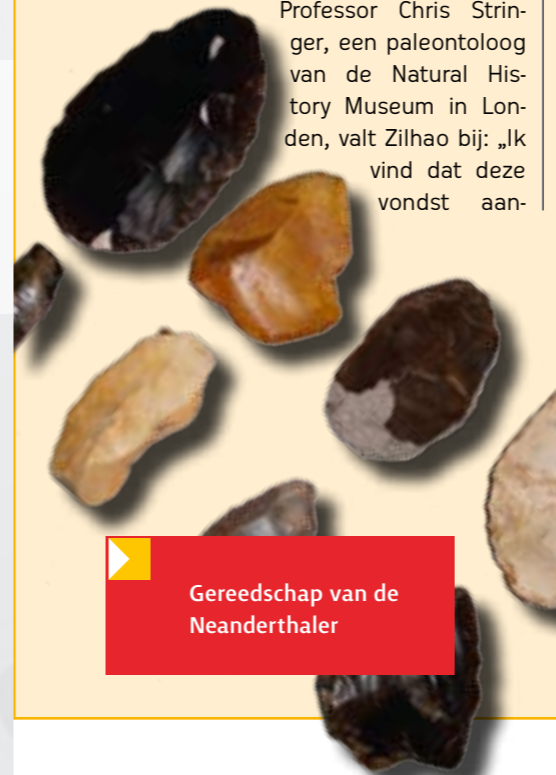 Professor Chris Strin-
ger, een paleontoloog
van de Natural His-
tory Museum in Lon-
den, valt Zilhao bij: „Ik
vind dat deze
vondst aan-
Gereedschap van de
Neanderthaler